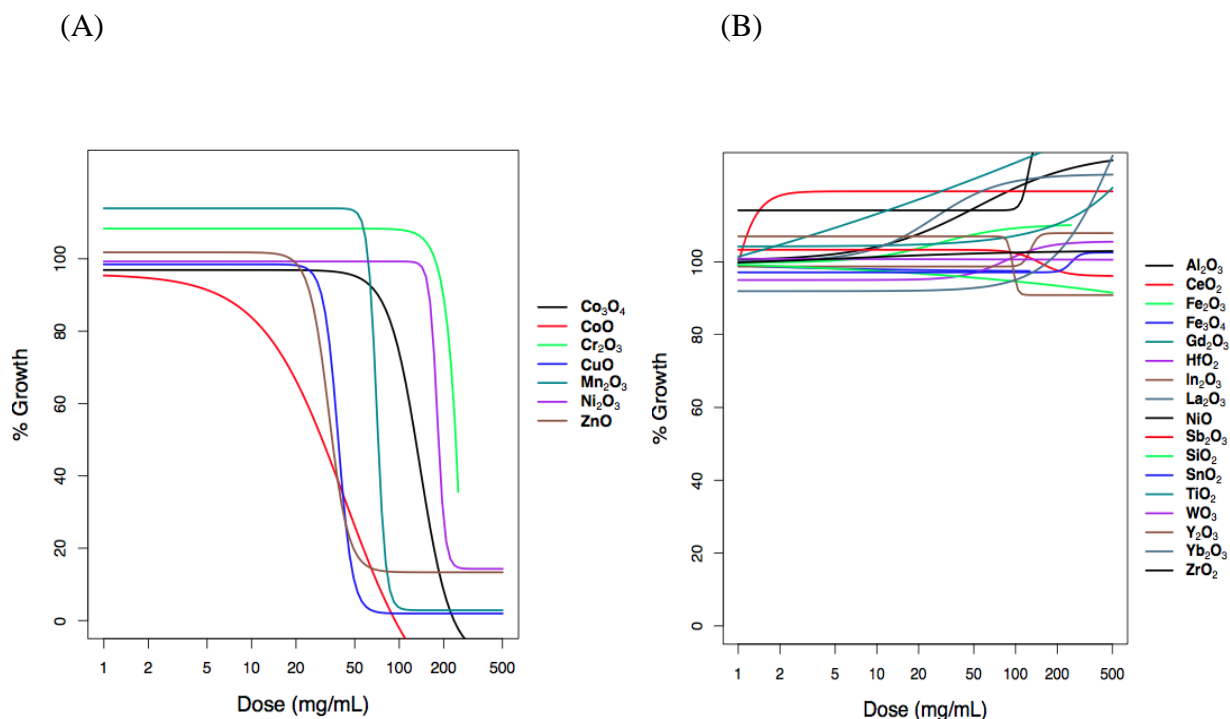 (A)
(B)
% Growth
100
80
60
40
20
0
1 2 5 10 20 50 100 200 500
Dose (mg/mL)
Co₃O₄
CoO
Cr₂O₃
CuO
Mn₂O₃
Ni₂O₃
ZnO
% Growth
100
80
60
40
20
0
1 2 5 10 20 50 100 200 500
Dose (mg/mL)
Al₂O₃
CeO₂
Fe₂O₃
Fe₃O₄
Gd₂O₃
HfO₂
In₂O₃
La₂O₃
NiO
Sb₂O₃
SiO₂
SnO₂
TiO₂
WO₃
Y₂O₃
Yb₂O₃
ZrO₂